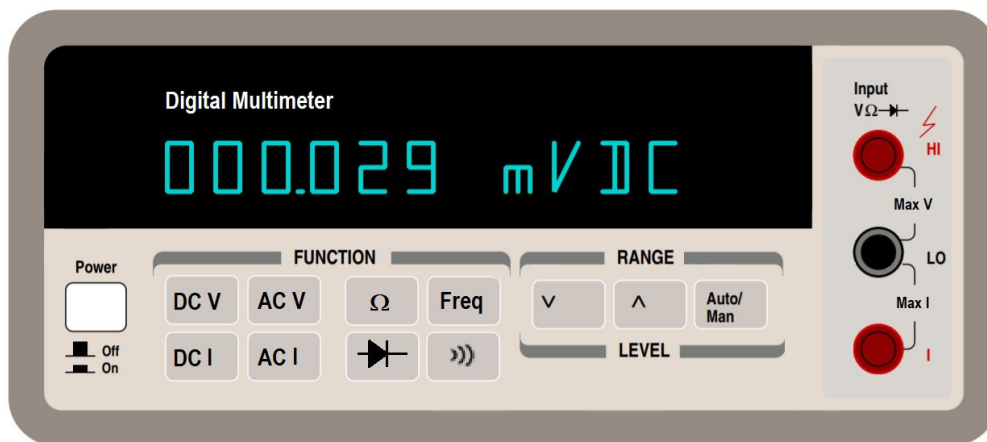 Digital Multimeter
000.029 mVDC
Power
Off
On
FUNCTION
DC V AC V Ω Freq
DC I AC I
RANGE
∨ ∧ Auto/
Man
LEVEL
Input
VΩ
HI
Max V
LO
Max I
I